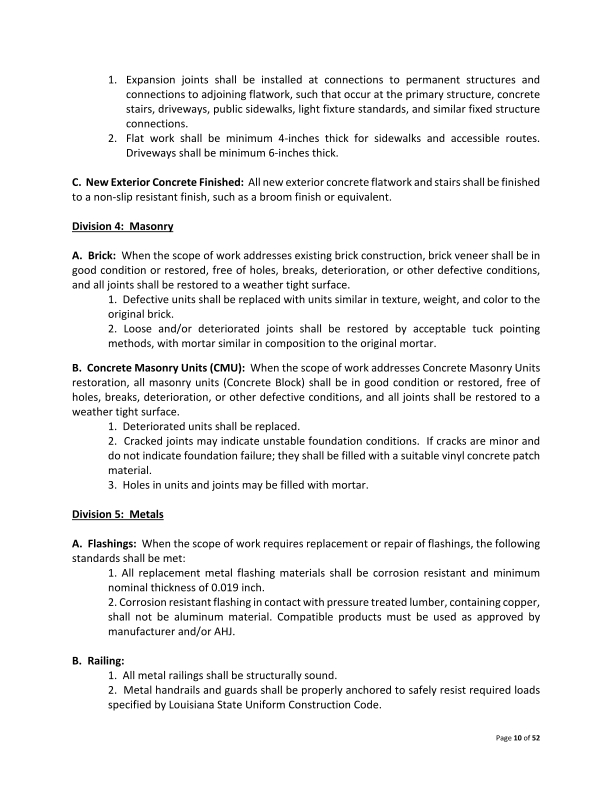 1. Expansion joints shall be installed at connections to permanent structures and
connections to adjoining flatwork, such that occur at the primary structure, concrete
stairs, driveways, public sidewalks, light fixture standards, and similar fixed structure
connections.
2. Flat work shall be minimum 4-inches thick for sidewalks and accessible routes.
Driveways shall be minimum 6-inches thick.
C. New Exterior Concrete Finished: All new exterior concrete flatwork and stairs shall be finished
to a non-slip resistant finish, such as a broom finish or equivalent.
Division 4: Masonry
A. Brick: When the scope of work addresses existing brick construction, brick veneer shall be in
good condition or restored, free of holes, breaks, deterioration, or other defective conditions,
and all joints shall be restored to a weather tight surface.
1. Defective units shall be replaced with units similar in texture, weight, and color to the
original brick.
2. Loose and/or deteriorated joints shall be restored by acceptable tuck pointing
methods, with mortar similar in composition to the original mortar.
B. Concrete Masonry Units (CMU): When the scope of work addresses Concrete Masonry Units
restoration, all masonry units (Concrete Block) shall be in good condition or restored, free of
holes, breaks, deterioration, or other defective conditions, and all joints shall be restored to a
weather tight surface.
1. Deteriorated units shall be replaced.
2. Cracked joints may indicate unstable foundation conditions. If cracks are minor and
do not indicate foundation failure; they shall be filled with a suitable vinyl concrete patch
material.
3. Holes in units and joints may be filled with mortar.
Division 5: Metals
A. Flashings: When the scope of work requires replacement or repair of flashings, the following
standards shall be met:
1. All replacement metal flashing materials shall be corrosion resistant and minimum
nominal thickness of 0.019 inch.
2. Corrosion resistant flashing in contact with pressure treated lumber, containing copper,
shall not be aluminum material. Compatible products must be used as approved by
manufacturer and/or AHJ.
B. Railing:
1. All metal railings shall be structurally sound.
2. Metal handrails and guards shall be properly anchored to safely resist required loads
specified by Louisiana State Uniform Construction Code.
Page 10 of 52